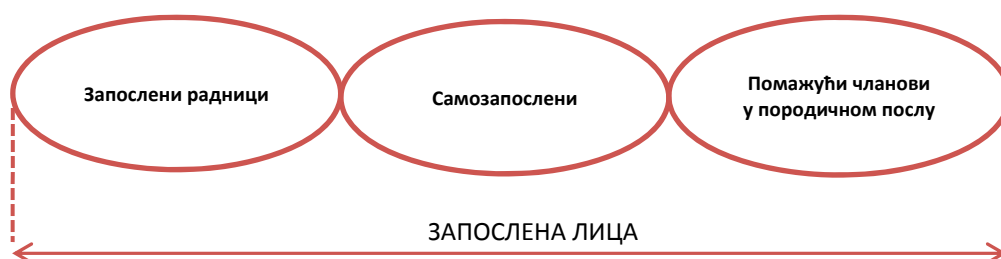 Запослени радници
Самозапослени
Помажући чланови
у породичном послу
ЗАПОСЛЕНА ЛИЦА